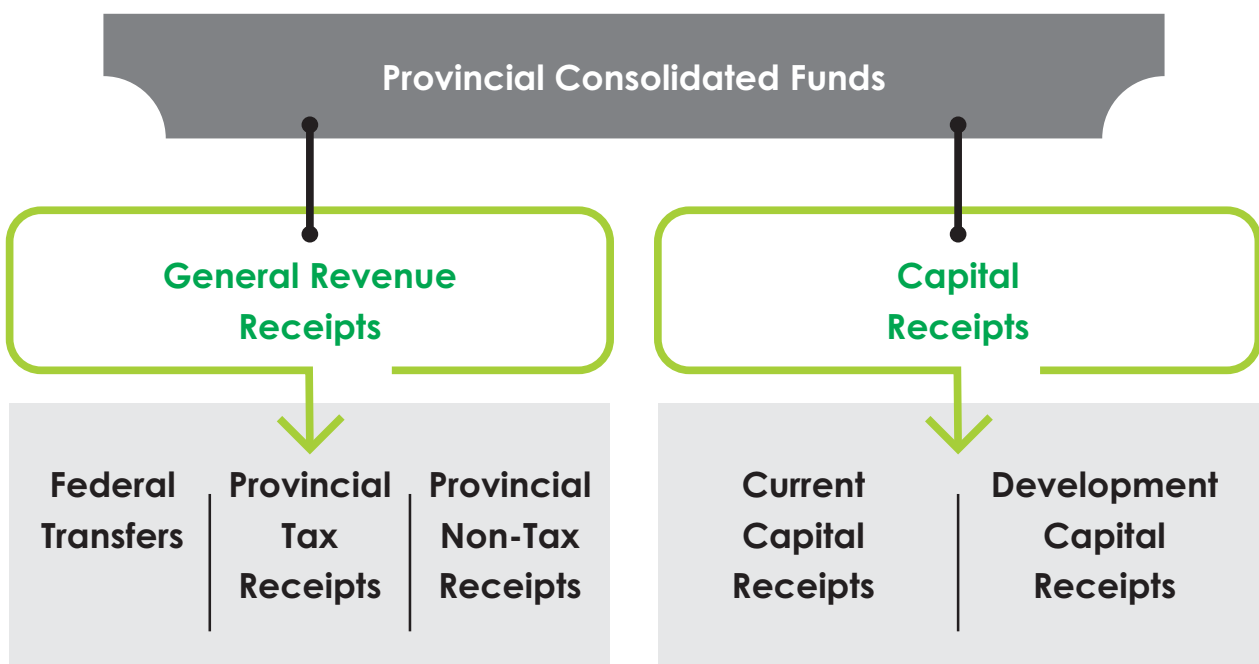 Provincial Consolidated Funds
General Revenue
Receipts
Capital
Receipts
Federal
Transfers
Provincial
Tax
Receipts
Provincial
Non-Tax
Receipts
Current
Capital
Receipts
Development
Capital
Receipts